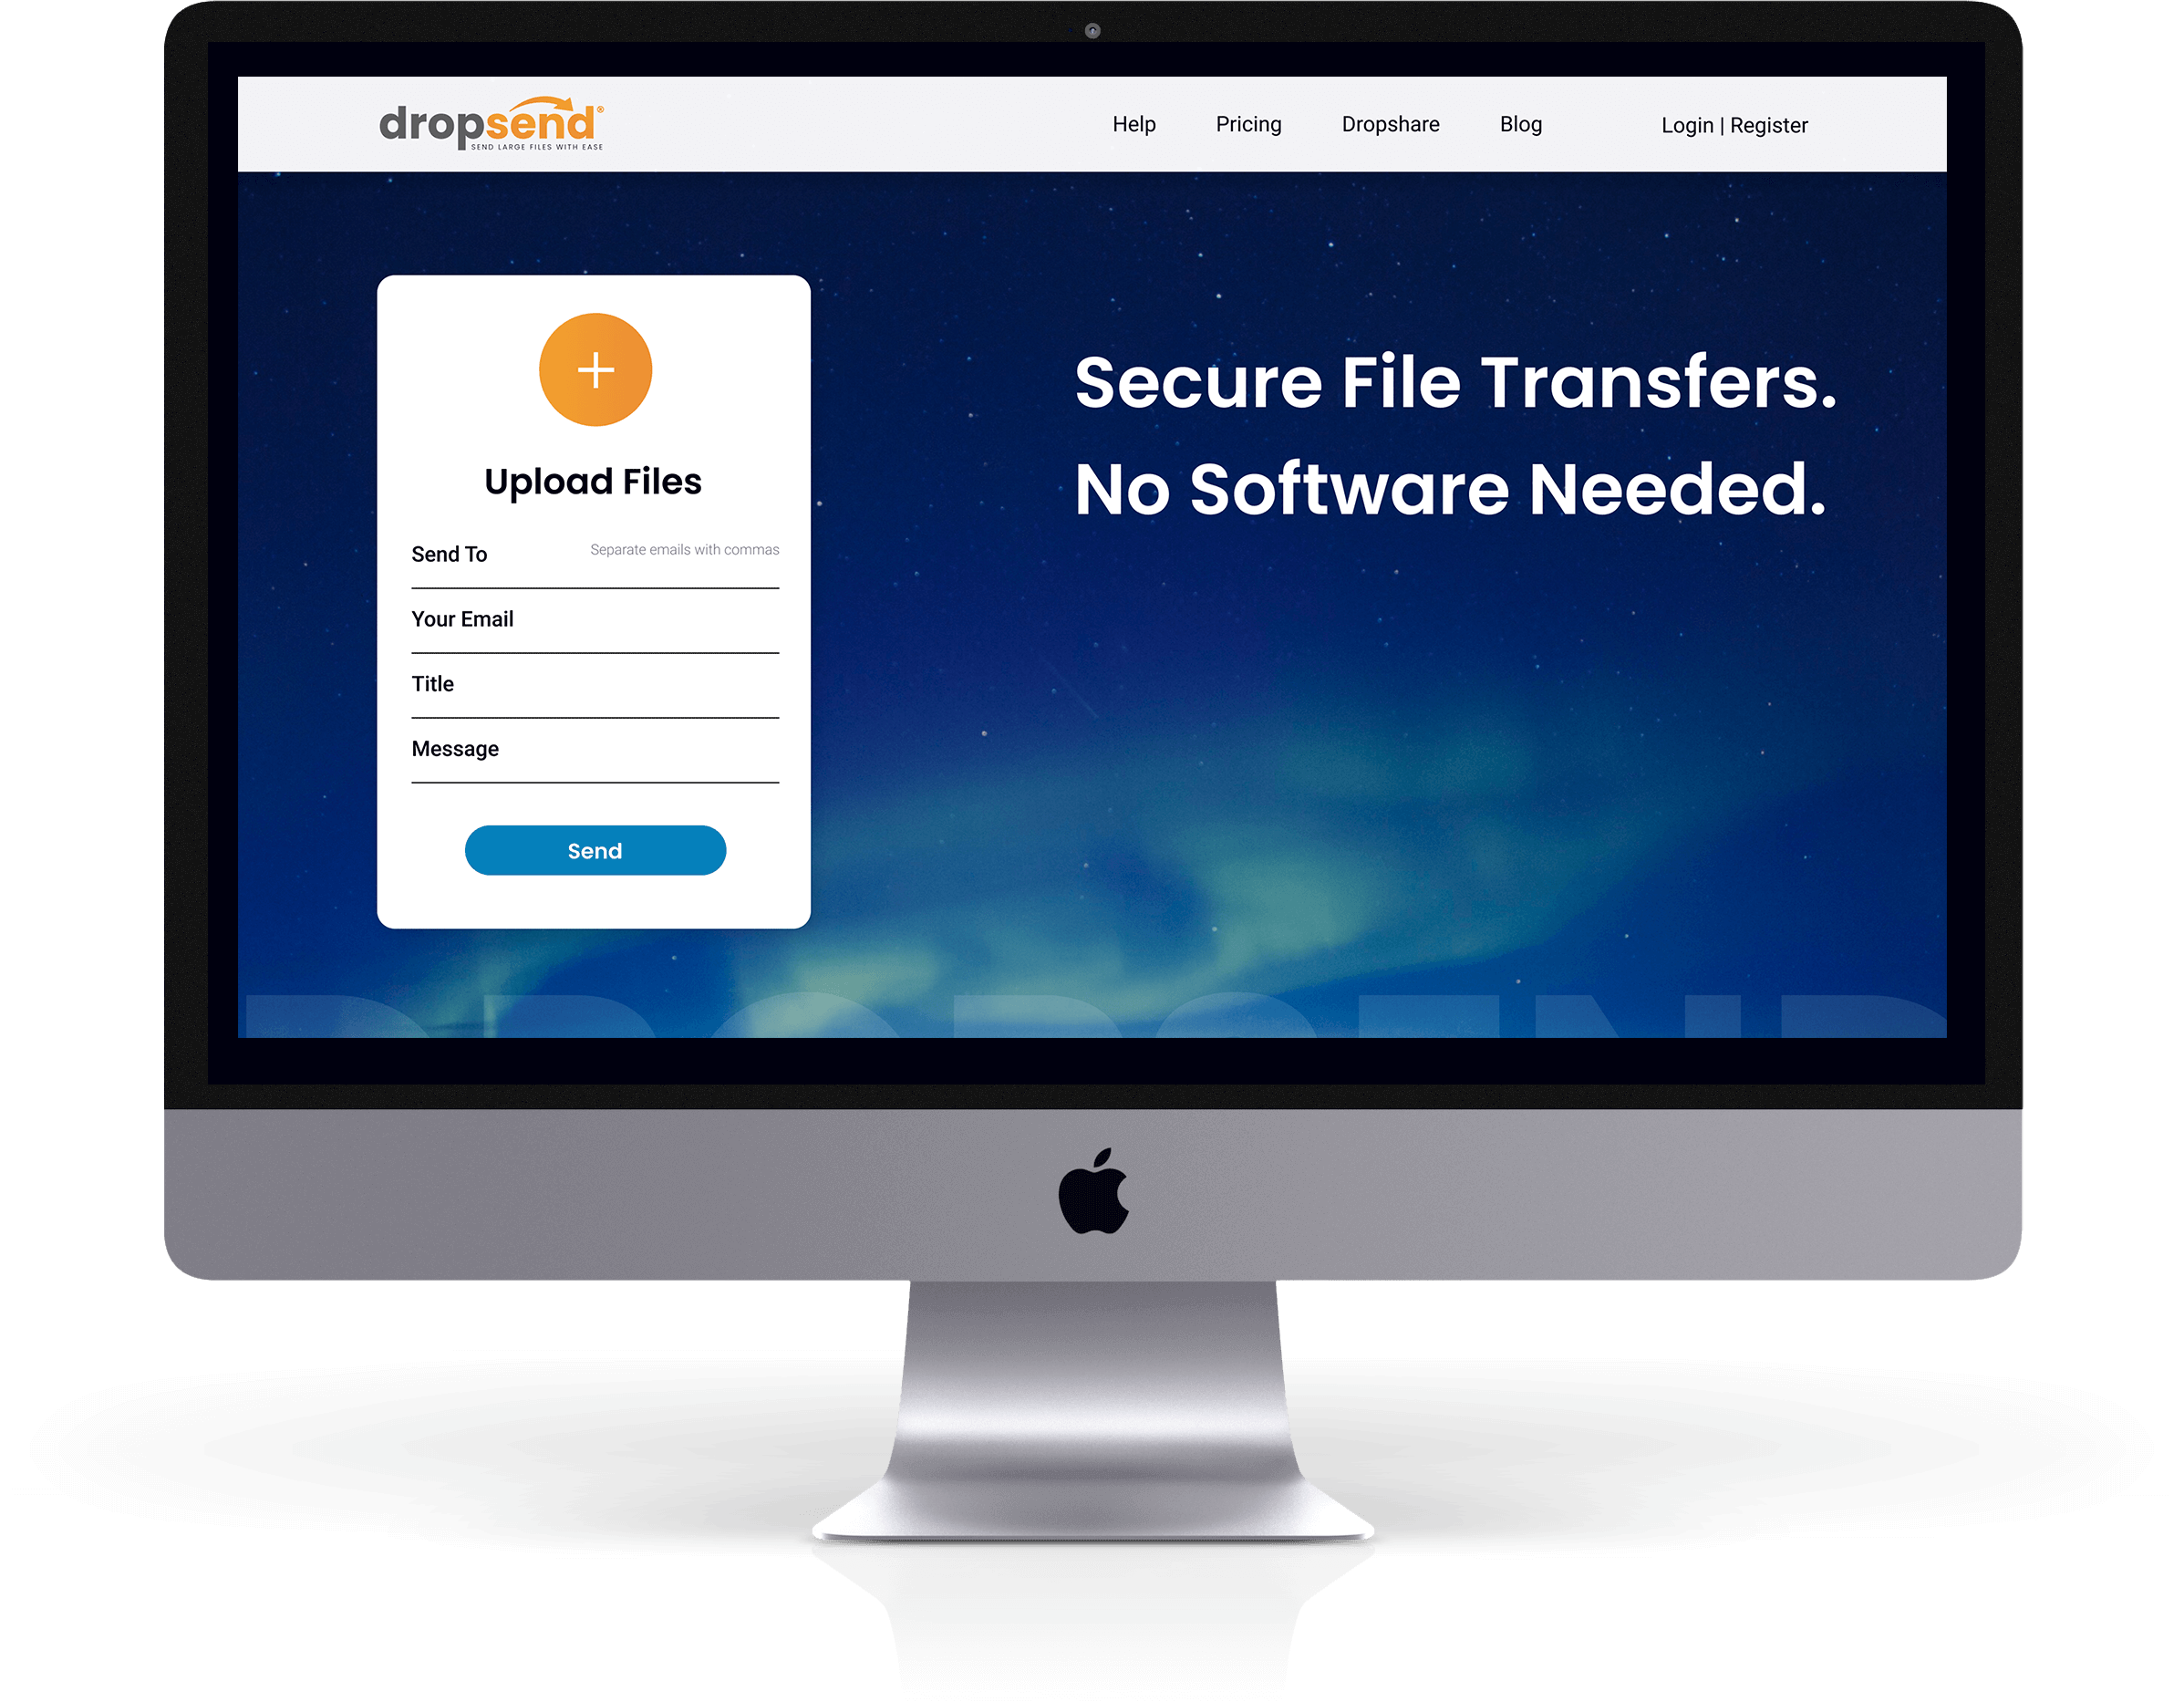 dropsend®
SEND LARGE FILES WITH EASE
Help Pricing Dropshare Blog Login | Register
Secure File Transfers.
No Software Needed.
Upload Files
Send To Separate emails with commas
Your Email
Title
Message
Send
DROPSEND